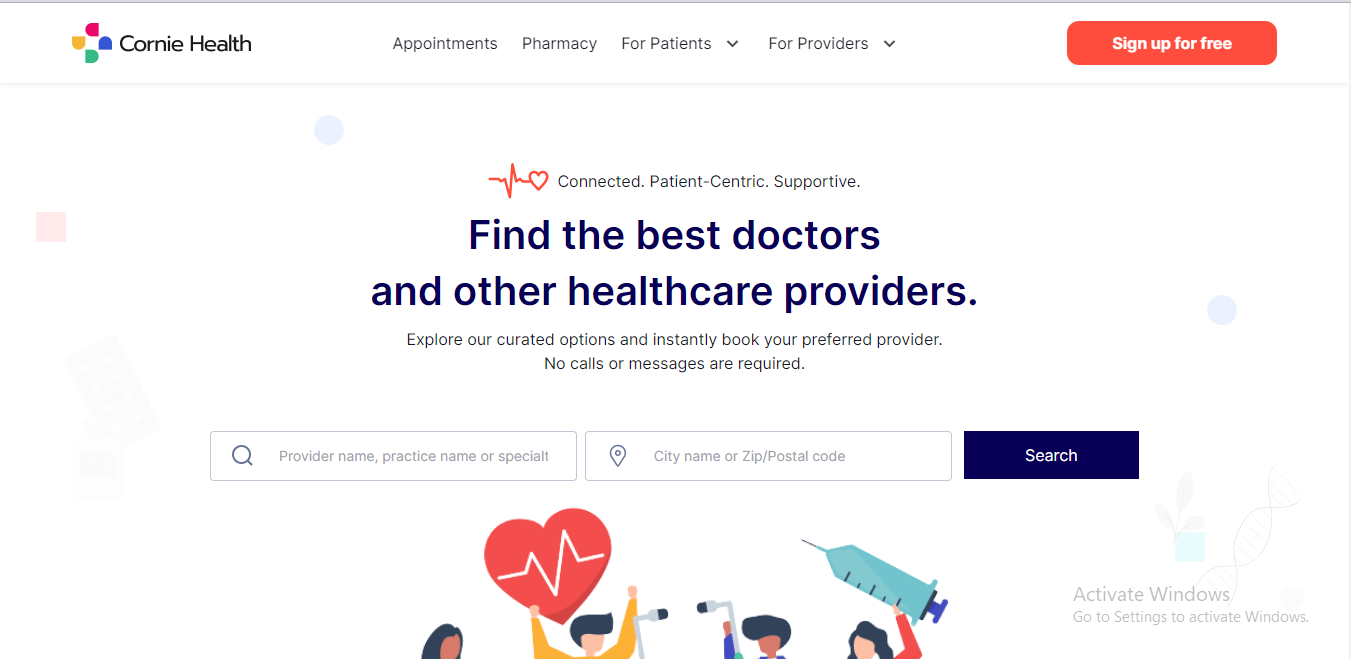 Cornie Health
Appointments
Pharmacy
For Patients
For Providers
Sign up for free
Connected. Patient-Centric. Supportive.
Find the best doctors
and other healthcare providers.
Explore our curated options and instantly book your preferred provider.
No calls or messages are required.
Provider name, practice name or specialt
City name or Zip/Postal code
Search
Activate Windows
Go to Settings to activate Windows.